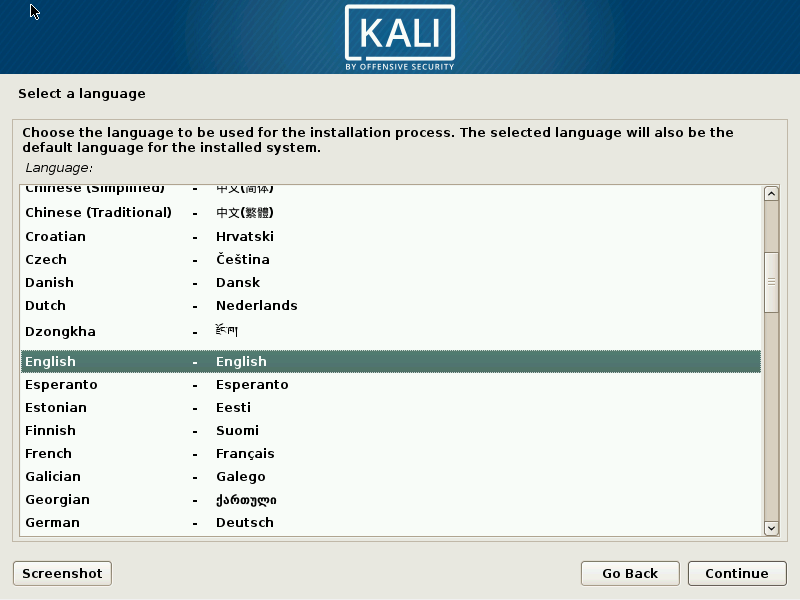 KALI
BY OFFENSIVE SECURITY
Select a language
Choose the language to be used for the installation process. The selected language will also be the
default language for the installed system.
Language:
Chinese (Simplified) - 中文(简体)
Chinese (Traditional) - 中文(繁體)
Croatian - Hrvatski
Czech - Čeština
Danish - Dansk
Dutch - Nederlands
Dzongkha - རྫོང་ཁ།
English - English
Esperanto - Esperanto
Estonian - Eesti
Finnish - Suomi
French - Français
Galician - Galego
Georgian - ქართული
German - Deutsch
Screenshot
Go Back
Continue